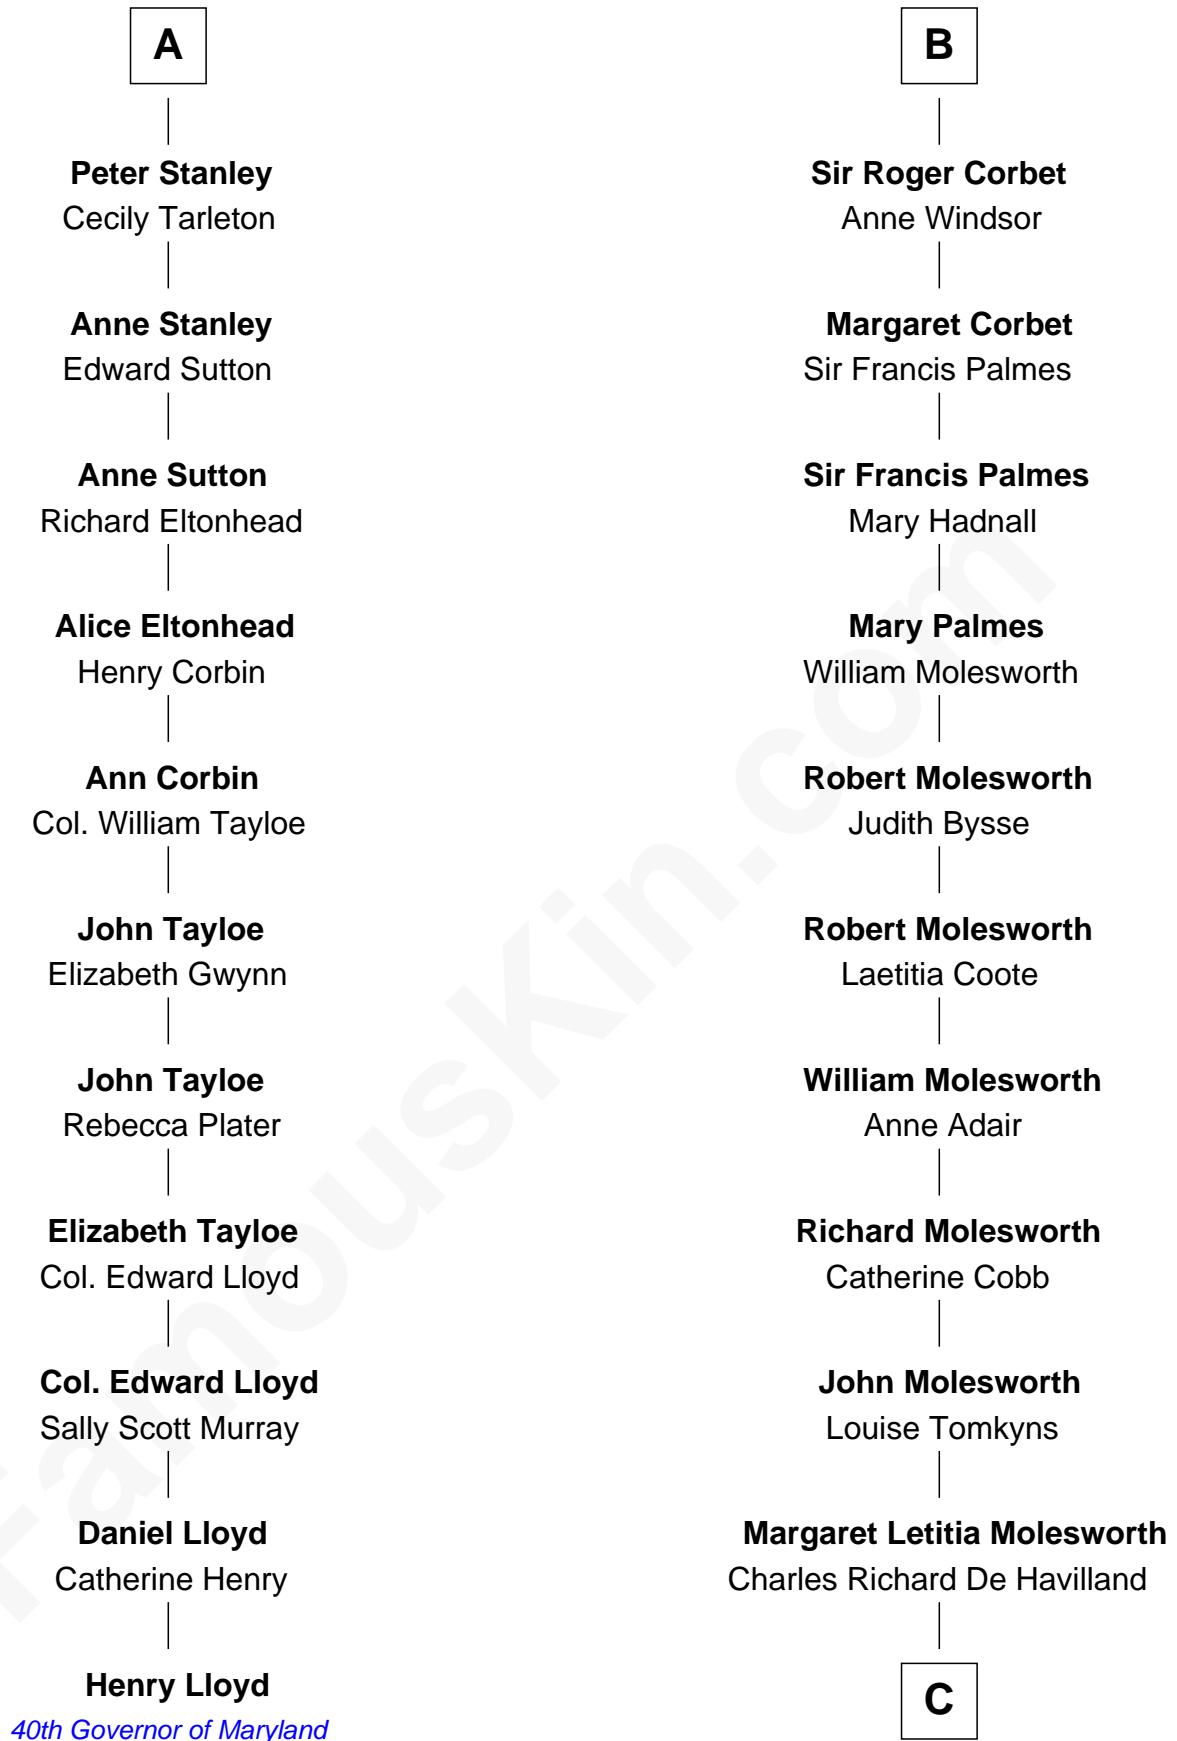 A
Peter Stanley
Cecily Tarleton
Anne Stanley
Edward Sutton
Anne Sutton
Richard Eltonhead
Alice Eltonhead
Henry Corbin
Ann Corbin
Col. William Tayloe
John Tayloe
Elizabeth Gwynn
John Tayloe
Rebecca Plater
Elizabeth Tayloe
Col. Edward Lloyd
Col. Edward Lloyd
Sally Scott Murray
Daniel Lloyd
Catherine Henry
Henry Lloyd
40th Governor of Maryland
B
Sir Roger Corbet
Anne Windsor
Margaret Corbet
Sir Francis Palmes
Sir Francis Palmes
Mary Hadnall
Mary Palmes
William Molesworth
Robert Molesworth
Judith Bysse
Robert Molesworth
Laetitia Coote
William Molesworth
Anne Adair
Richard Molesworth
Catherine Cobb
John Molesworth
Louise Tomkyns
Margaret Letitia Molesworth
Charles Richard De Havilland
C
FamousKin.com